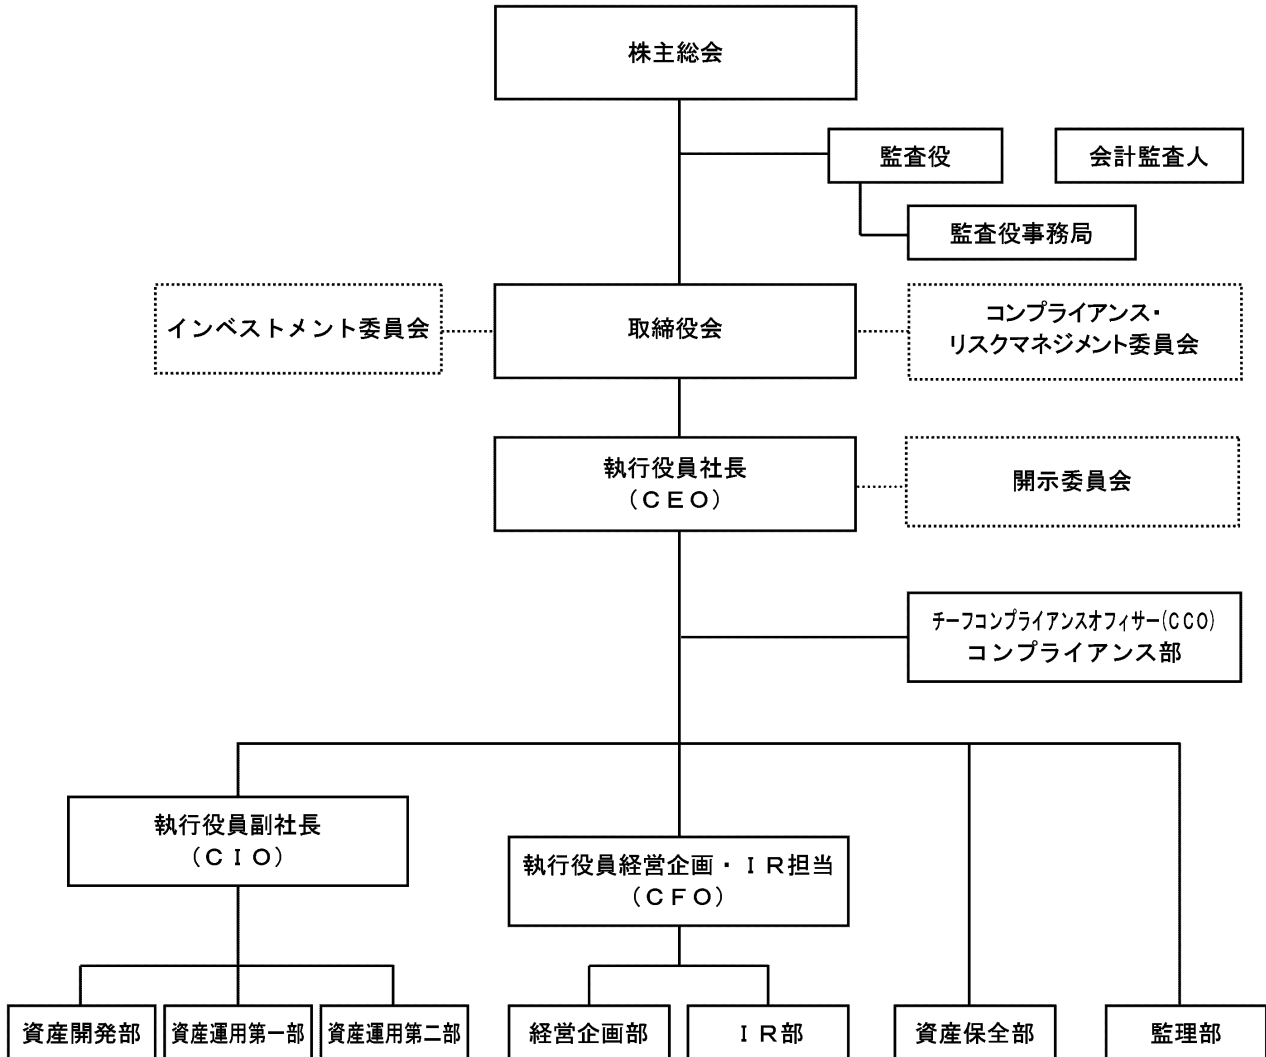 株主総会
監査役
会計監査人
監査役事務局
インベストメント委員会
取締役会
コンプライアンス・
リスクマネジメント委員会
執行役員社長
（ＣＥＯ）
開示委員会
チーフコンプライアンスオフィサー(ＣＣＯ)
コンプライアンス部
執行役員副社長
（ＣＩＯ）
執行役員経営企画・ＩＲ担当
（ＣＦＯ）
資産開発部
資産運用第一部
資産運用第二部
経営企画部
ＩＲ部
資産保全部
監理部